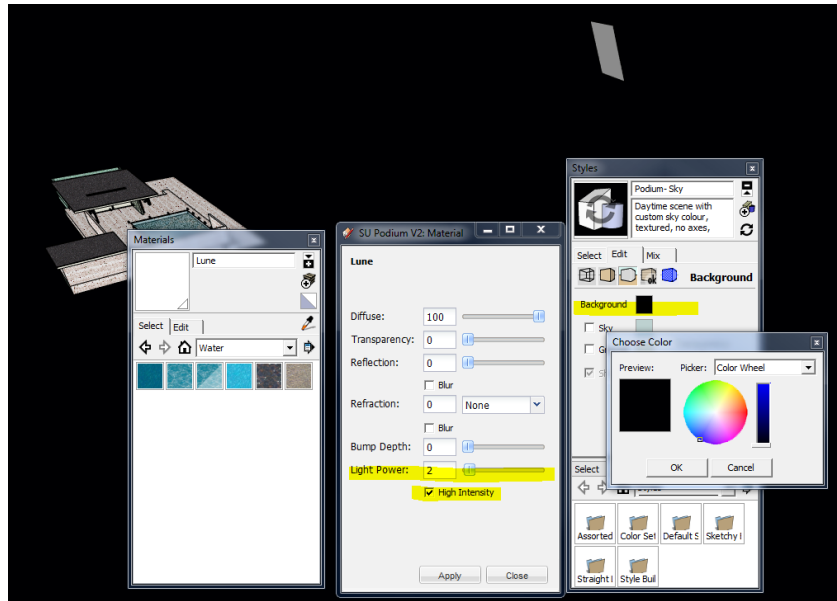 Materials
Lune
Select
Edit
Water
SU Podium V2: Material
Lune
Diffuse:
100
Transparency:
0
Reflection:
0
Blur
Refraction:
0
None
Blur
Bump Depth:
0
Light Power:
2
High Intensity
Apply
Close
Styles
Podium- Sky
Daytime scene with
custom sky colour,
textured, no axes,
Select
Edit
Mix
Background
Background
Sky
Choose Color
Preview:
Picker:
Color Wheel
OK
Cancel
Select
Assorted
Color Set
Default S
Sketchy
Straight
Style Buil